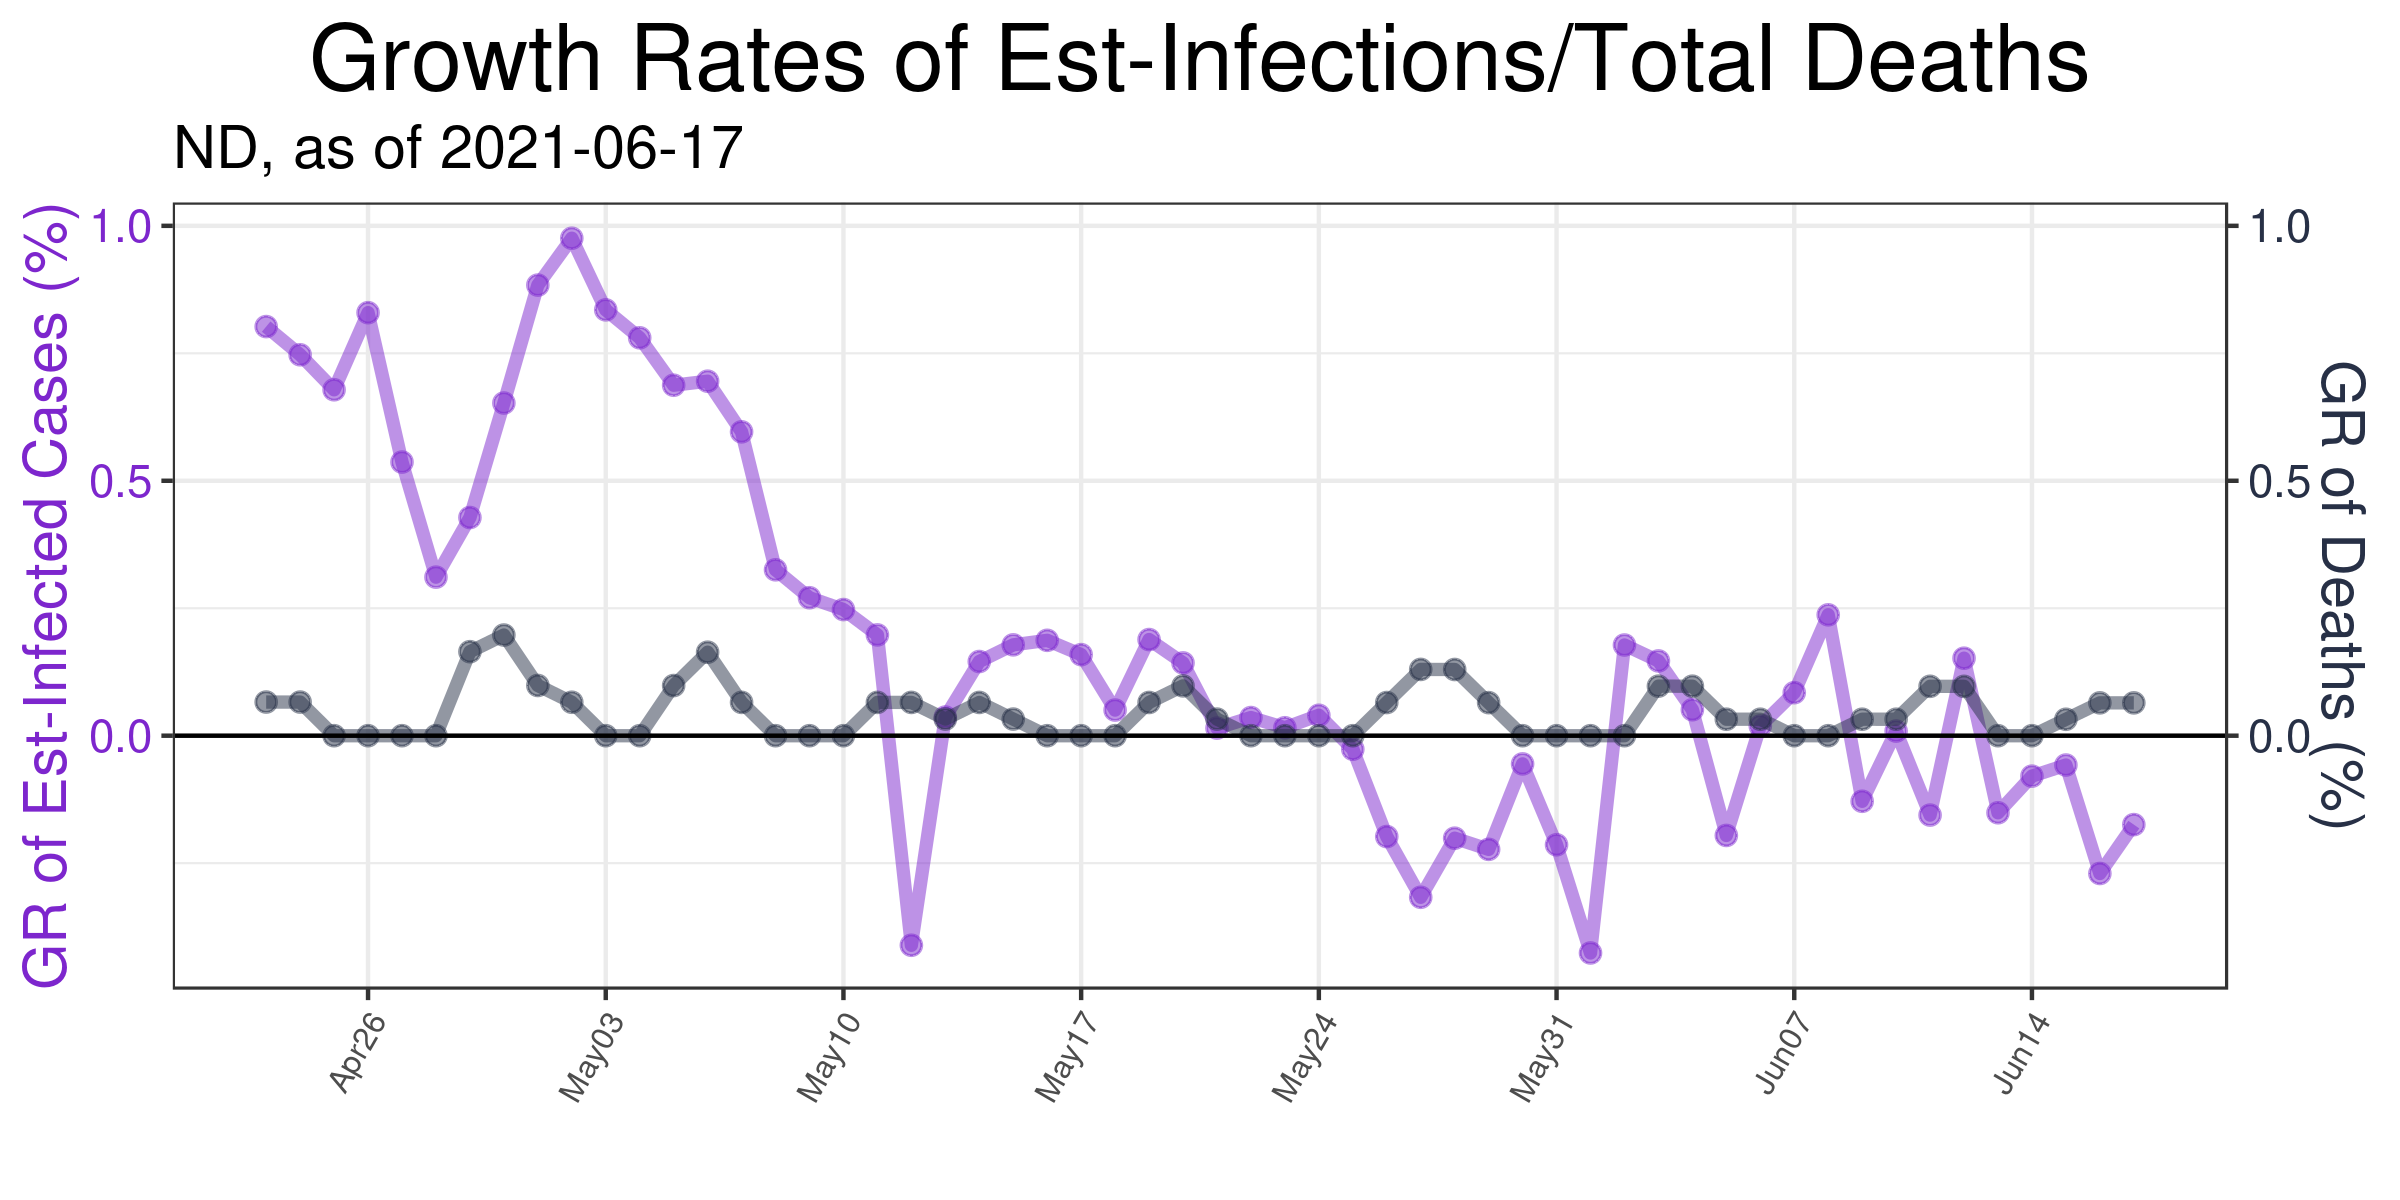 Growth Rates of Est-Infections/Total Deaths
ND, as of 2021-06-17
GR of Est-Infected Cases (%)
1.0
0.5
0.0
1.0
0.5
0.0
GR of Deaths (%)
Apr26
May03
May10
May17
May24
May31
Jun07
Jun14